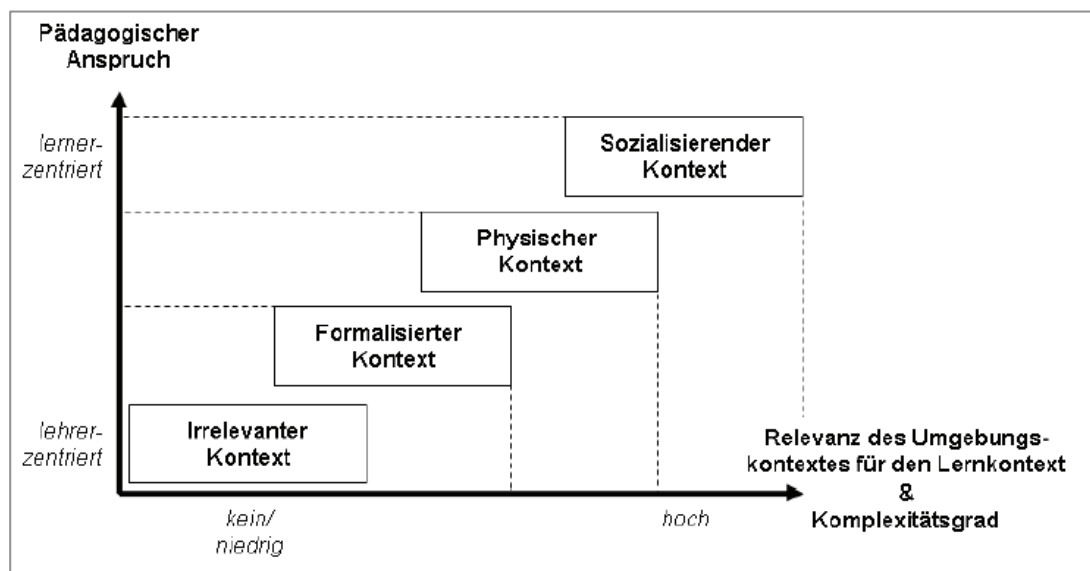 Pädagogischer
Anspruch
lerner-
zentriert
Sozialisierender
Kontext
Physischer
Kontext
Formalisierter
Kontext
lehrer-
zentriert
Irrelevanter
Kontext
Relevanz des Umgebungs-
kontextes für den Lernkontext
&
Komplexitätsgrad
kein/
niedrig
hoch